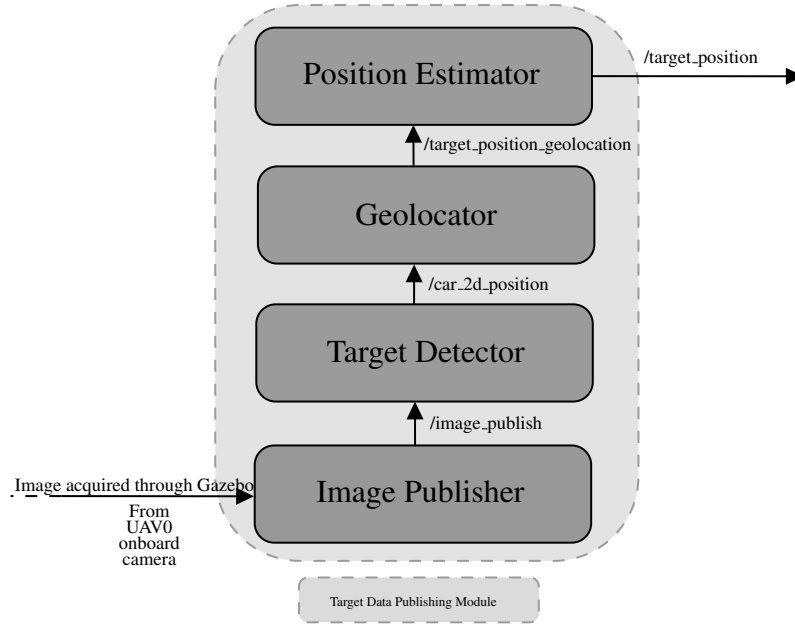 /target_position
Position Estimator
/target_position_geolocation
Geolocator
/car_2d_position
Target Detector
/image_publish
Image acquired through Gazebo
Image Publisher
From
UAV0
onboard
camera
Target Data Publishing Module